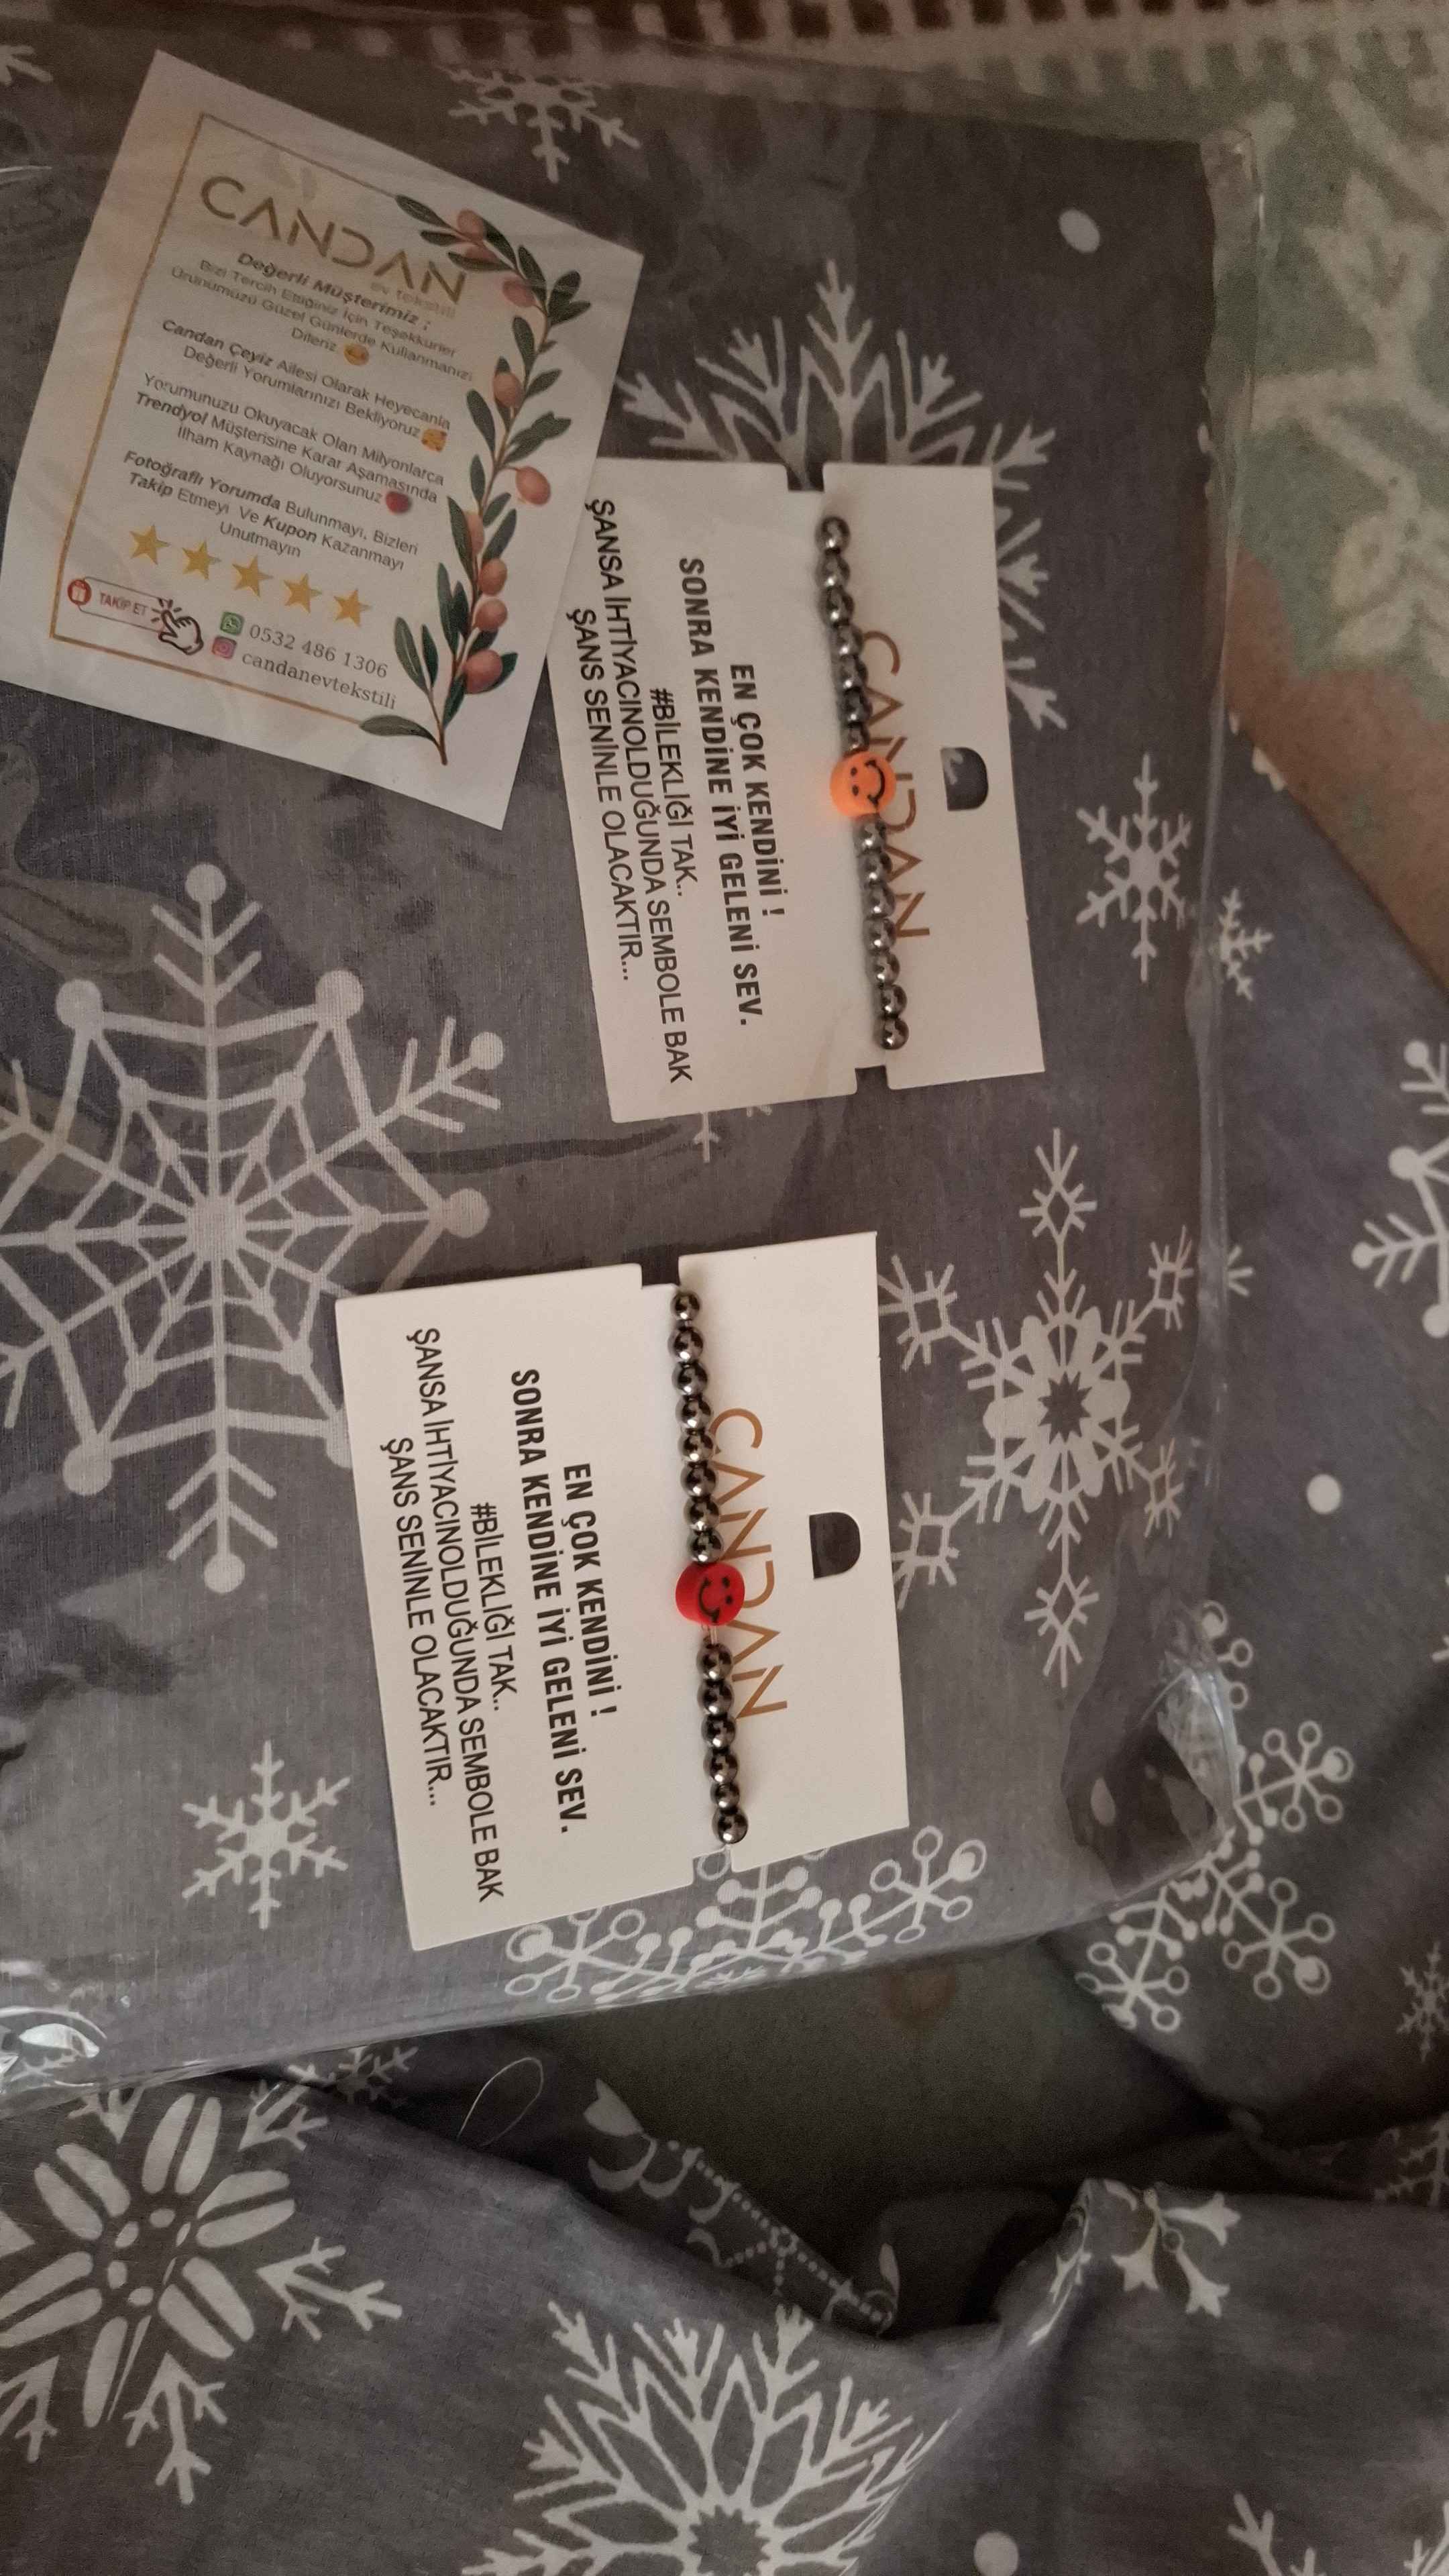 CANDAN
EV TEKSTİLİ
Değerli Müşterimiz ;
Bizi Tercih Ettiğiniz İçin Teşekkürler
Ürünümüzü Güzel Günlerde Kullanmanızı
Dileriz
Candan Çeyiz Ailesi Olarak Heyecanla
Değerli Yorumlarınızı Bekliyoruz
Yorumunuzu Okuyacak Olan Milyonlarca
Trendyol Müşterisine Karar Aşamasında
İlham Kaynağı Oluyorsunuz
Fotoğraflı Yorumda Bulunmayı, Bizleri
Takip Etmeyi Ve Kupon Kazanmayı
Unutmayın
TAKİP ET
0532 486 1306
candanevtekstili
CANDAN
EN ÇOK KENDİNİ !
SONRA KENDİNE İYİ GELENİ SEV.
#BİLEKLİĞİ TAK..
ŞANSA İHTİYACINOLDUĞUNDA SEMBOLE BAK
ŞANS SENİNLE OLACAKTIR...
CANDAN
EN ÇOK KENDİNİ !
SONRA KENDİNE İYİ GELENİ SEV.
#BİLEKLİĞİ TAK..
ŞANSA İHTİYACINOLDUĞUNDA SEMBOLE BAK
ŞANS SENİNLE OLACAKTIR...